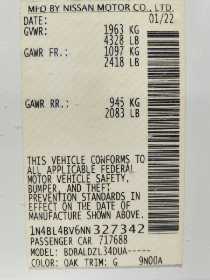 MFD BY NISSAN MOTOR CO., LTD.
DATE: 01/22
GVWR: 1963 KG
4328 LB
GAWR FR.: 1097 KG
2418 LB
GAWR RR.: 945 KG
2083 LB
THIS VEHICLE CONFORMS TO
ALL APPLICABLE FEDERAL
MOTOR VEHICLE SAFETY,
BUMPER, AND THEFT
PREVENTION STANDARDS IN
EFFECT ON THE DATE OF
MANUFACTURE SHOWN ABOVE.
1N4BL4BV6NN327342
PASSENGER CAR 717688
MODEL: BDBALDZL34DUA-----
COLOR: OAK TRIM: G 9N00A